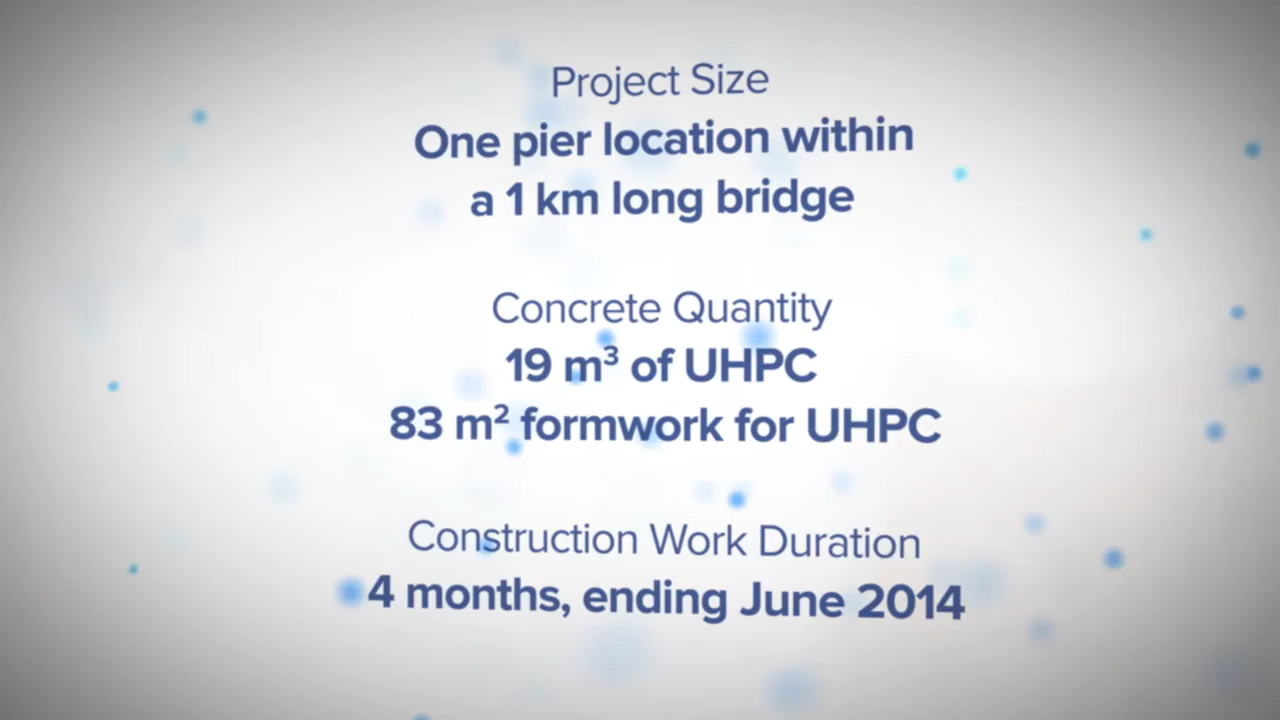 Project Size
One pier location within
a 1 km long bridge
Concrete Quantity
19 m³ of UHPC
83 m² formwork for UHPC
Construction Work Duration
4 months, ending June 2014